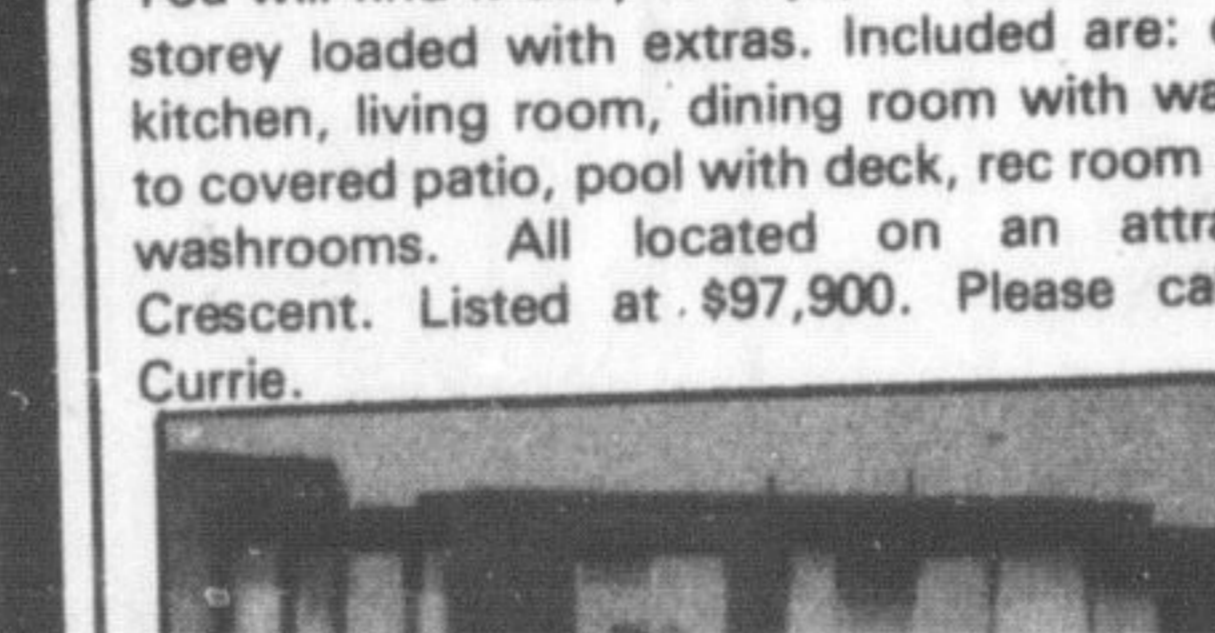 storey loaded with extras. Included are:
kitchen, living room, dining room with
to covered patio, pool with deck, rec room
washrooms. All located on an
Crescent. Listed at $97,900. Please
Currie.